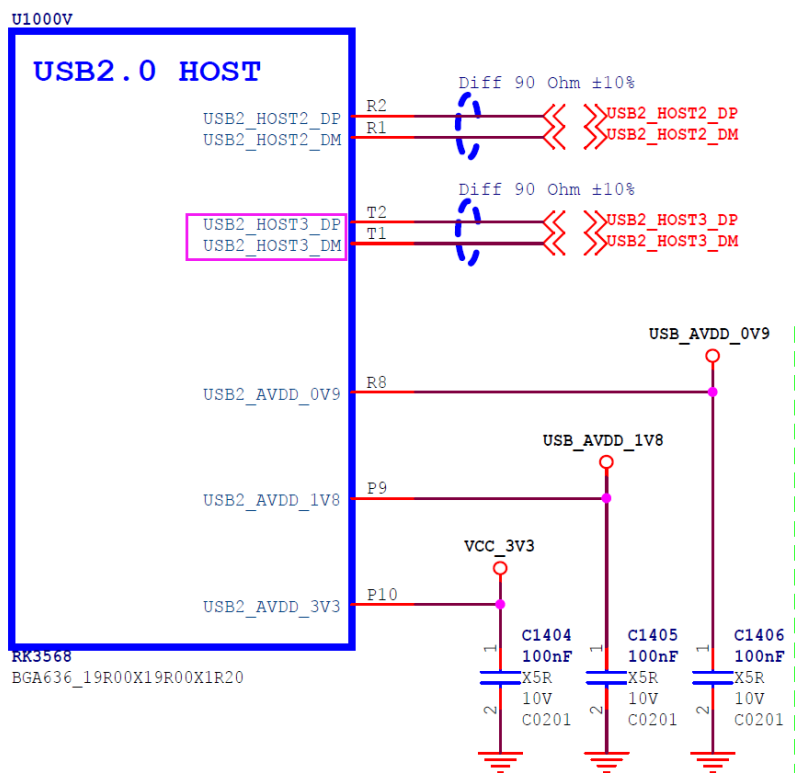 U1000V
USB2.0 HOST
Diff 90 Ohm ±10%
USB2_HOST2_DP R2 USB2_HOST2_DP
USB2_HOST2_DM R1 USB2_HOST2_DM
Diff 90 Ohm ±10%
USB2_HOST3_DP T2 USB2_HOST3_DP
USB2_HOST3_DM T1 USB2_HOST3_DM
USB_AVDD_0V9
USB2_AVDD_0V9 R8
USB_AVDD_1V8
USB2_AVDD_1V8 P9
VCC_3V3
USB2_AVDD_3V3 P10
RK3568
BGA636_19R00X19R00X1R20
1
C1404
100nF
X5R
10V
C0201
2
1
C1405
100nF
X5R
10V
C0201
2
1
C1406
100nF
X5R
10V
C0201
2